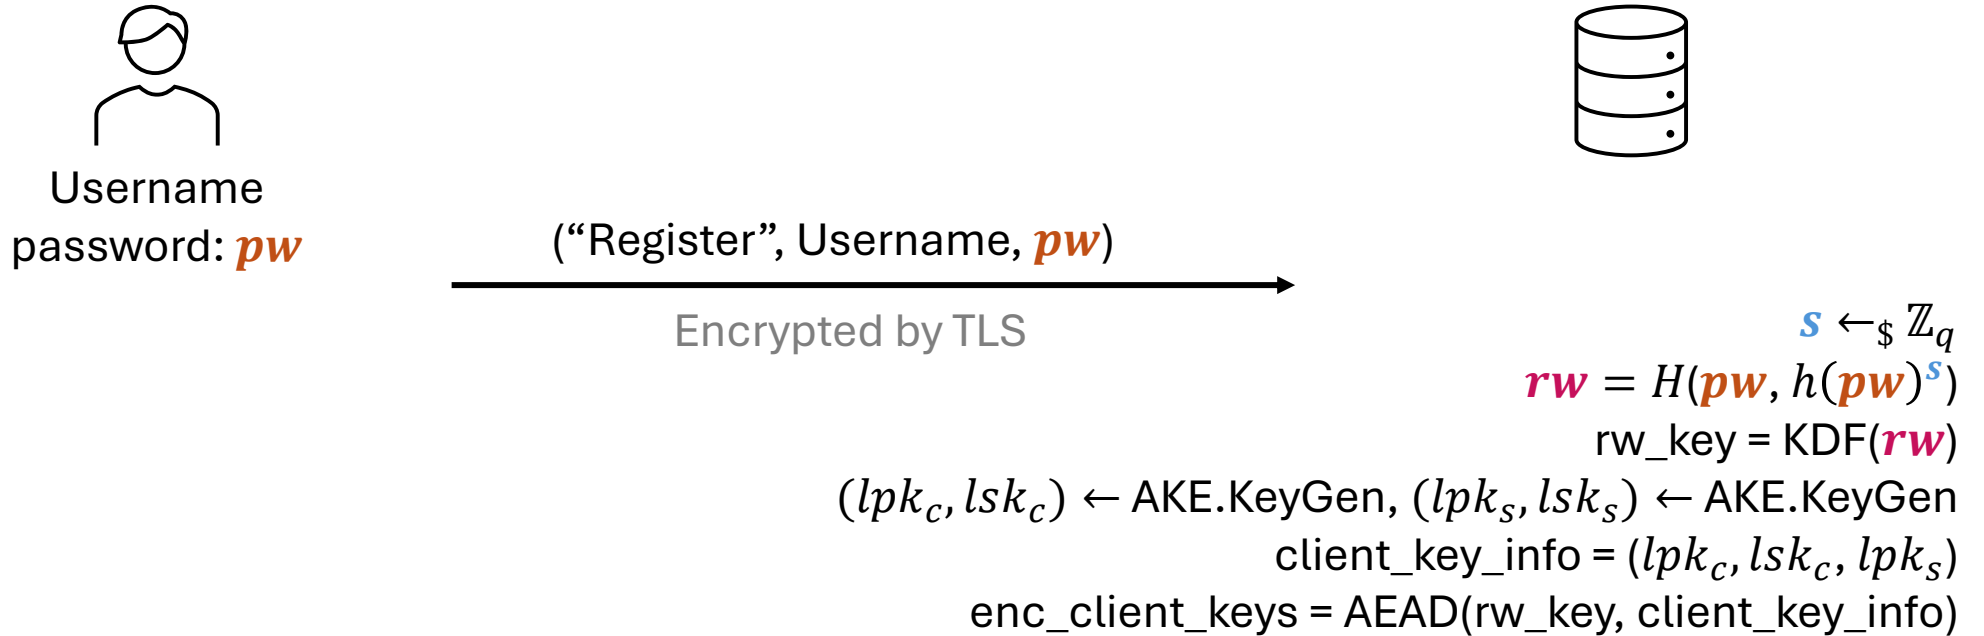 Username
password: pw
(“Register”, Username, pw)
Encrypted by TLS
s ←$ ℤq
rw = H(pw, h(pw)^s)
rw_key = KDF(rw)
(lpk_c, lsk_c) ← AKE.KeyGen, (lpk_s, lsk_s) ← AKE.KeyGen
client_key_info = (lpk_c, lsk_c, lpk_s)
enc_client_keys = AEAD(rw_key, client_key_info)